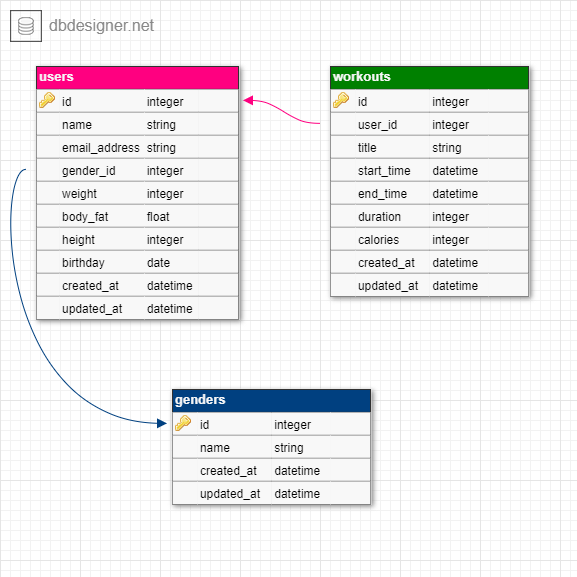 dbdesigner.net
users
id integer
name string
email_address string
gender_id integer
weight integer
body_fat float
height integer
birthday date
created_at datetime
updated_at datetime
workouts
id integer
user_id integer
title string
start_time datetime
end_time datetime
duration integer
calories integer
created_at datetime
updated_at datetime
genders
id integer
name string
created_at datetime
updated_at datetime